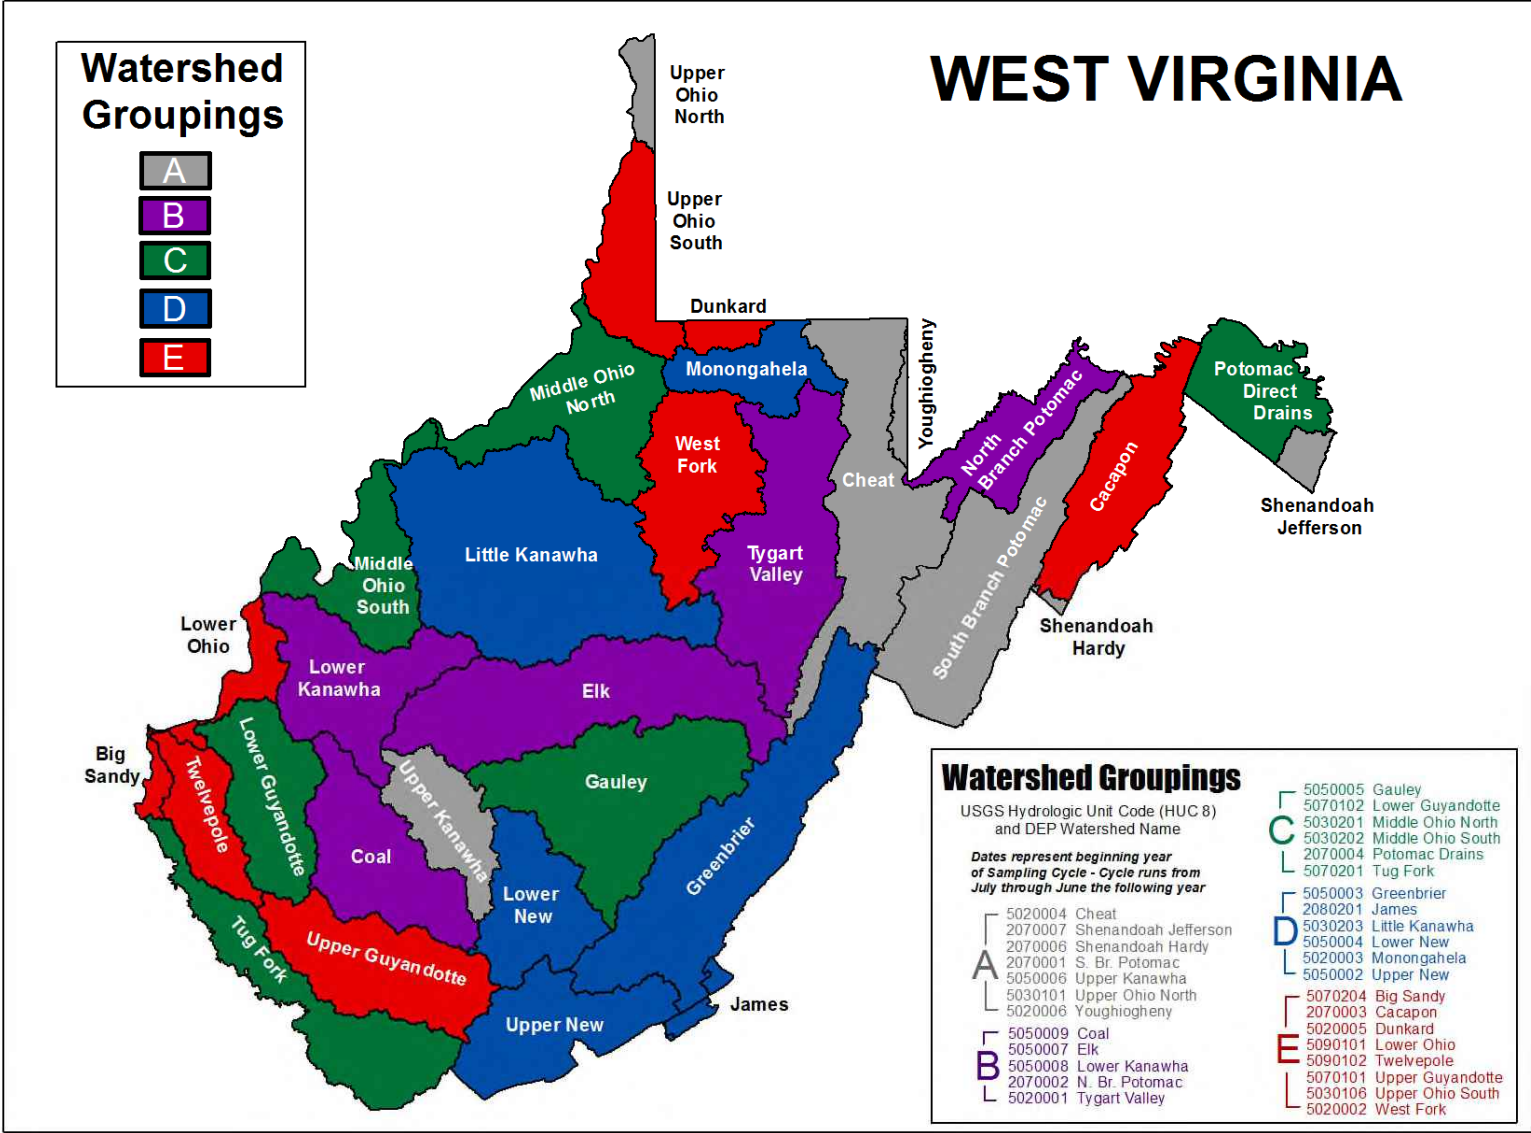 WEST VIRGINIA
Watershed
Groupings
A
B
C
D
E
Upper
Ohio
North
Upper
Ohio
South
Dunkard
Youghiogheny
Monongahela
Middle Ohio
North
West
Fork
Cheat
North
Branch Potomac
South Branch Potomac
Cacapon
Potomac
Direct
Drains
Shenandoah
Jefferson
Shenandoah
Hardy
Little Kanawha
Tygart
Valley
Middle
Ohio
South
Lower
Ohio
Lower
Kanawha
Elk
Big
Sandy
Twelvepole
Lower Guyandotte
Coal
Upper Kanawha
Gauley
Greenbrier
Lower
New
Tug Fork
Upper Guyandotte
Upper New
James
Watershed Groupings
USGS Hydrologic Unit Code (HUC 8)
and DEP Watershed Name
Dates represent beginning year
of Sampling Cycle - Cycle runs from
July through June the following year
A
5020004 Cheat
2070007 Shenandoah Jefferson
2070006 Shenandoah Hardy
2070001 S. Br. Potomac
5050006 Upper Kanawha
5030101 Upper Ohio North
5020006 Youghiogheny
B
5050009 Coal
5050007 Elk
5050008 Lower Kanawha
2070002 N. Br. Potomac
5020001 Tygart Valley
C
5050005 Gauley
5070102 Lower Guyandotte
5030201 Middle Ohio North
5030202 Middle Ohio South
2070004 Potomac Drains
5070201 Tug Fork
D
5050003 Greenbrier
2080201 James
5030203 Little Kanawha
5050004 Lower New
5020003 Monongahela
5050002 Upper New
E
5070204 Big Sandy
2070003 Cacapon
5020005 Dunkard
5090101 Lower Ohio
5090102 Twelvepole
5070101 Upper Guyandotte
5030106 Upper Ohio South
5020002 West Fork